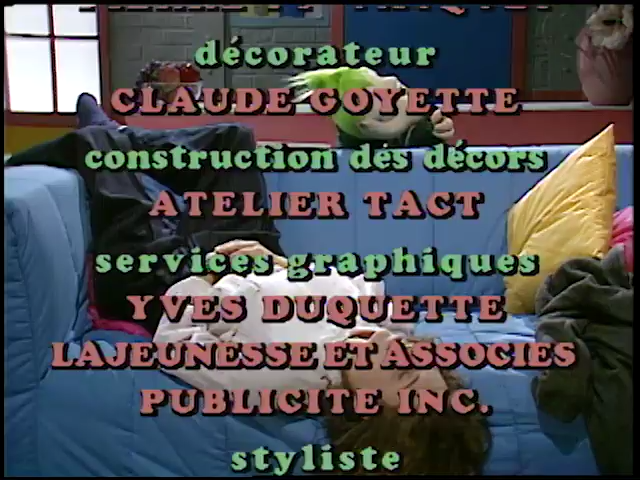 décorateur
CLAUDE GOYETTE
construction des décors
ATELIER TACT
services graphiques
YVES DUQUETTE
LAJEUNESSE ET ASSOCIES
PUBLICITE INC.
styliste